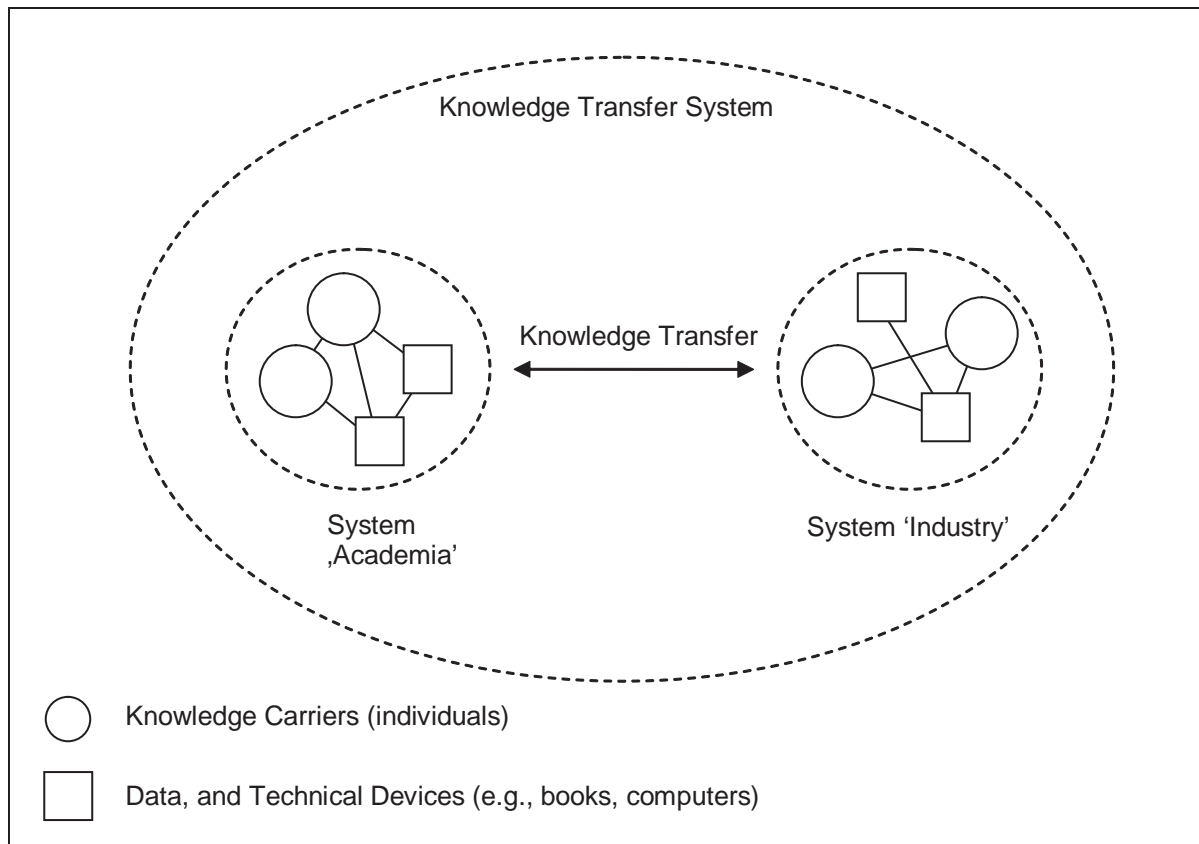 Knowledge Transfer System
Knowledge Transfer
System
‚Academia’
System ‘Industry’
Knowledge Carriers (individuals)
Data, and Technical Devices (e.g., books, computers)